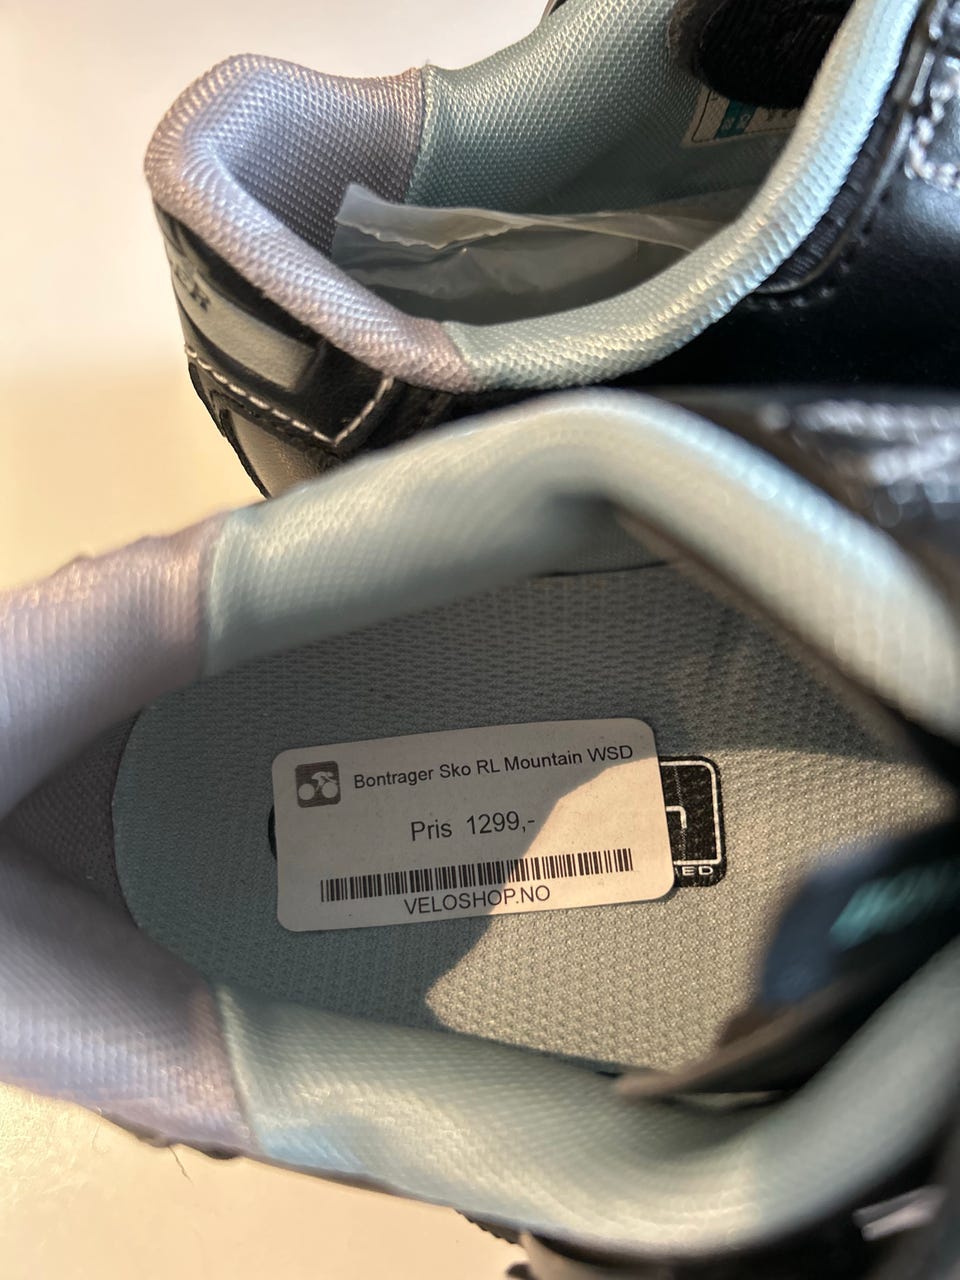 Bontrager Sko RL Mountain WSD
Pris 1299,-
VELOSHOP.NO